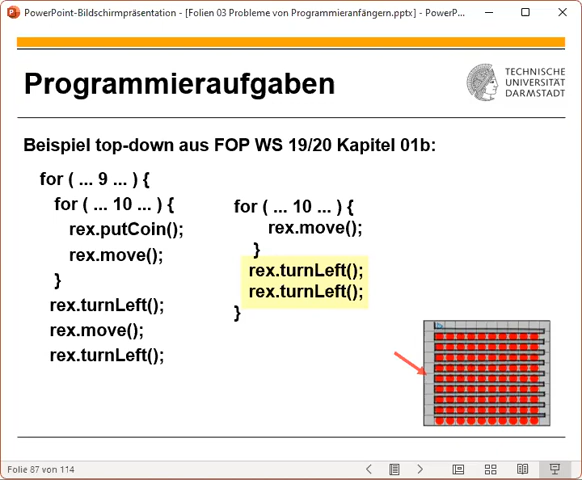 PowerPoint-Bildschirmpräsentation - [Folien 03 Probleme von Programmieranfängern.pptx] - PowerP...
Programmieraufgaben
TECHNISCHE
UNIVERSITÄT
DARMSTADT
Beispiel top-down aus FOP WS 19/20 Kapitel 01b:
for ( ... 9 ... ) {
for ( ... 10 ... ) {
rex.putCoin();
rex.move();
}
rex.turnLeft();
rex.move();
rex.turnLeft();
for ( ... 10 ... ) {
rex.move();
}
rex.turnLeft();
rex.turnLeft();
}
Folie 87 von 114